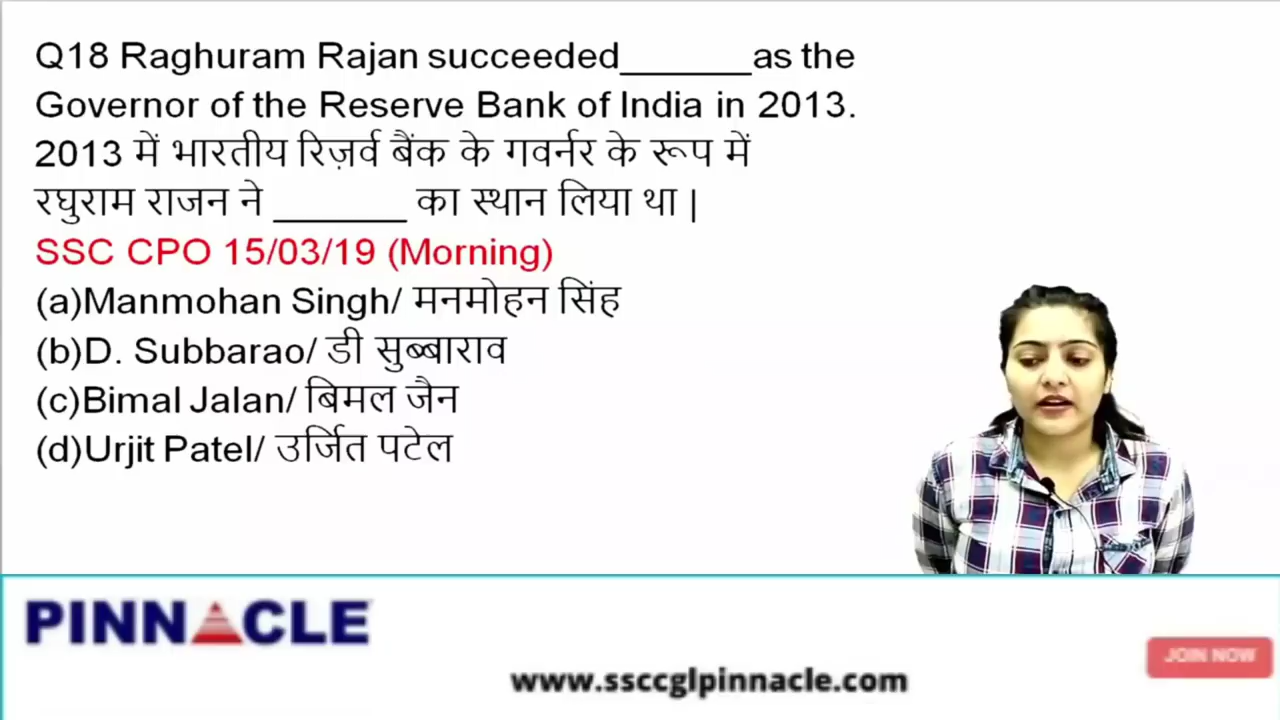 Q18 Raghuram Rajan succeeded______as the
Governor of the Reserve Bank of India in 2013.
2013 में भारतीय रिज़र्व बैंक के गवर्नर के रूप में
रघुराम राजन ने ______ का स्थान लिया था |
SSC CPO 15/03/19 (Morning)
(a)Manmohan Singh/ मनमोहन सिंह
(b)D. Subbarao/ डी सुब्बाराव
(c)Bimal Jalan/ बिमल जैन
(d)Urjit Patel/ उर्जित पटेल
PINNACLE
JOIN NOW
www.ssccglpinnacle.com